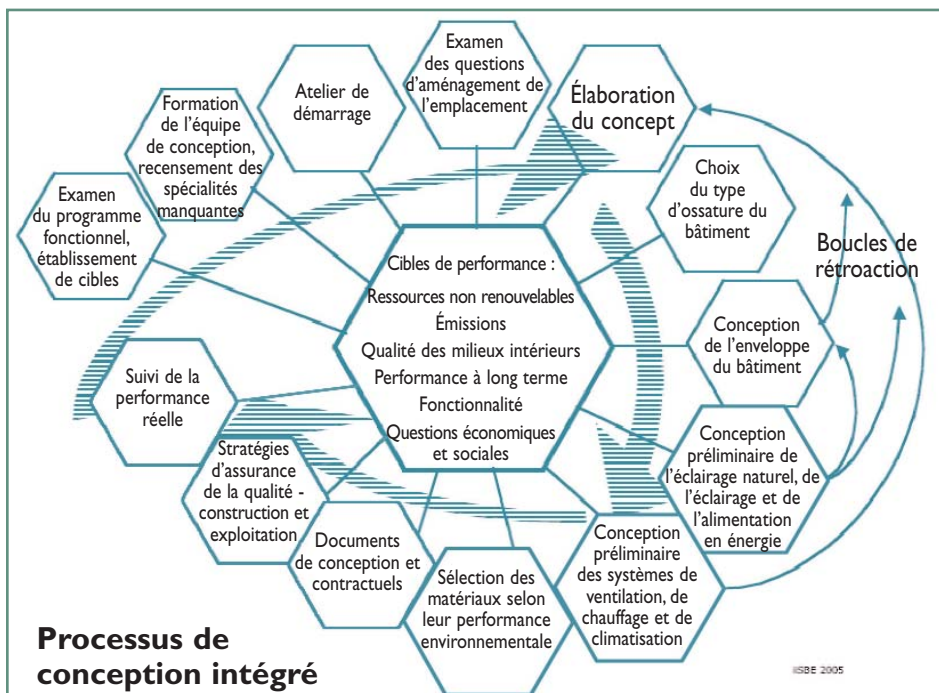 Examen
du programme
fonctionnel,
établissement
de cibles
Formation
de l’équipe
de conception,
recensement des
spécialités
manquantes
Atelier de
démarrage
Examen
des questions
d’aménagement de
l’emplacement
Élaboration
du concept
Choix
du type
d’ossature du
bâtiment
Boucles de
rétroaction
Conception
de l’enveloppe
du bâtiment
Conception
préliminaire de
l’éclairage naturel, de
l’éclairage et de
l’alimentation
en énergie
Conception
préliminaire
des systèmes de
ventilation, de
chauffage et de
climatisation
Sélection des
matériaux selon
leur performance
environnementale
Documents
de conception et
contractuels
Stratégies
d’assurance
de la qualité -
construction et
exploitation
Suivi de la
performance
réelle
Cibles de performance :
Ressources non renouvelables
Émissions
Qualité des milieux intérieurs
Performance à long terme
Fonctionnalité
Questions économiques
et sociales
Processus de
conception intégré
iiSBE 2005